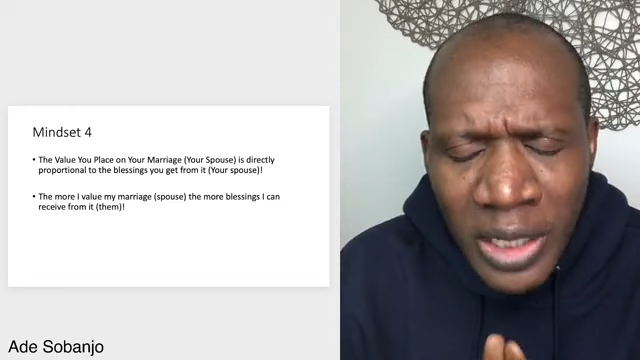 Mindset 4
• The Value You Place on Your Marriage (Your Spouse) is directly
proportional to the blessings you get from it (Your spouse)!
• The more I value my marriage (spouse) the more blessings I can
receive from it (them)!
Ade Sobanjo